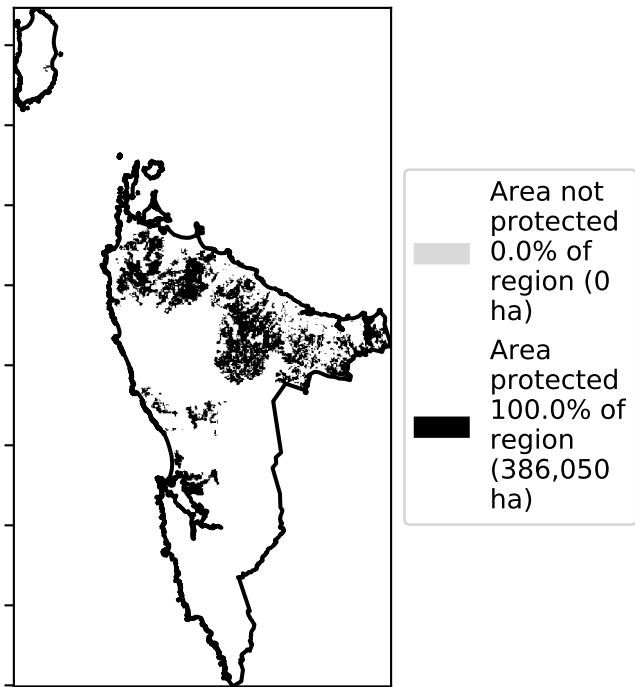 Area not
protected
0.0% of
region (0
ha)
Area
protected
100.0% of
region
(386,050
ha)